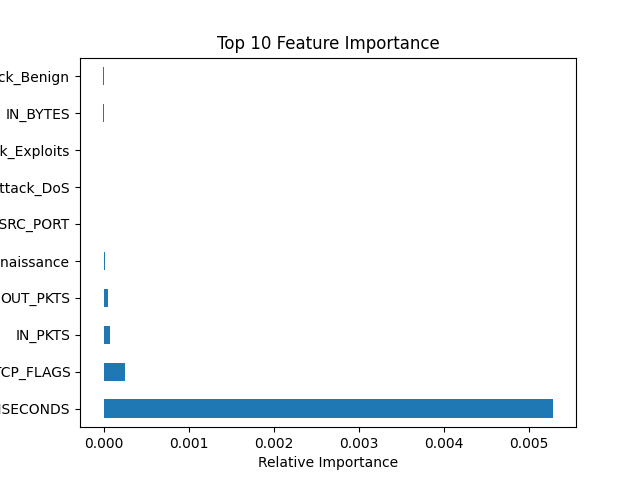 Top 10 Feature Importance
ck_Benign
IN_BYTES
k_Exploits
ttack_DoS
SRC_PORT
naissance
OUT_PKTS
IN_PKTS
TCP_FLAGS
ISECONDS
0.000 0.001 0.002 0.003 0.004 0.005
Relative Importance